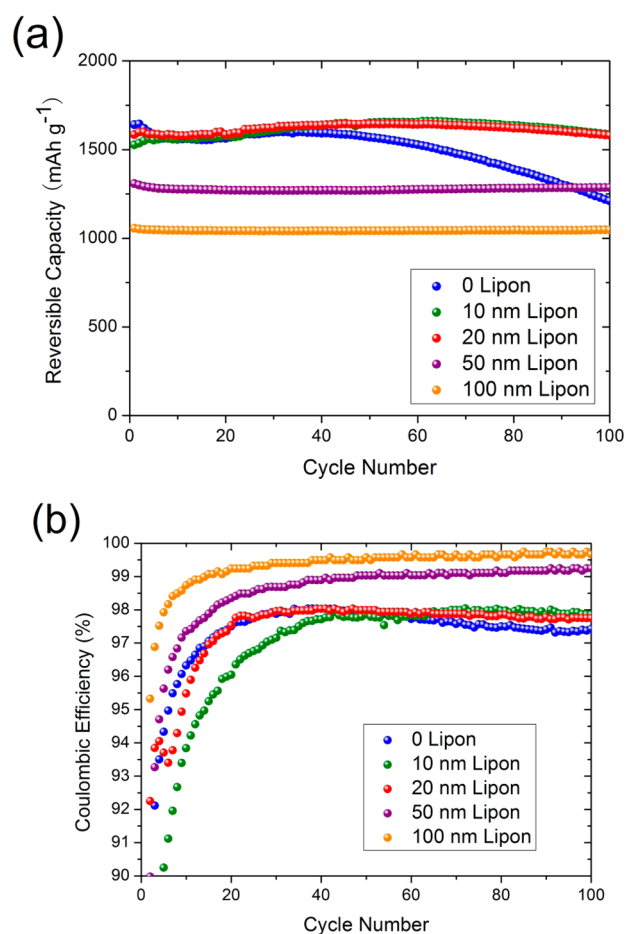 (a)
2000
1500
1000
500
0
Reversible Capacity (mAh g⁻¹)
0 Lipon
10 nm Lipon
20 nm Lipon
50 nm Lipon
100 nm Lipon
0 20 40 60 80 100
Cycle Number
(b)
100
99
98
97
96
95
94
93
92
91
90
Coulombic Efficiency (%)
0 Lipon
10 nm Lipon
20 nm Lipon
50 nm Lipon
100 nm Lipon
0 20 40 60 80 100
Cycle Number